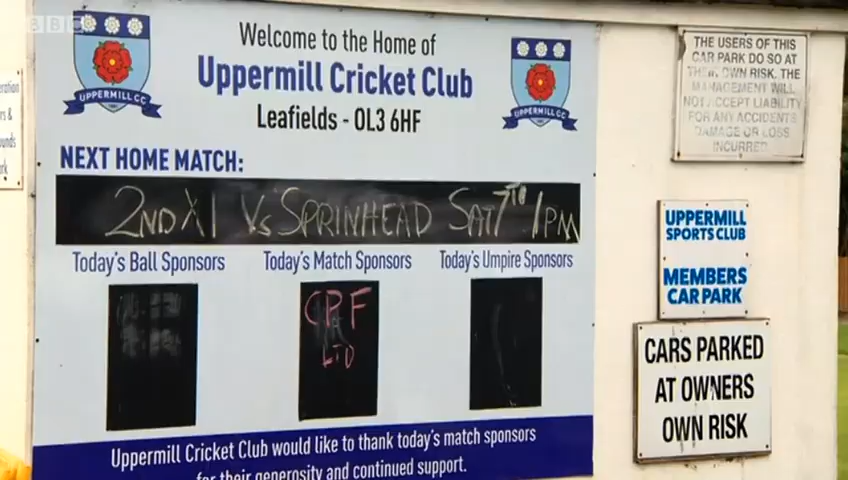 BBC
Welcome to the Home of
Uppermill Cricket Club
Leafields - OL3 6HF
UPPERMILL CC
UPPERMILL CC
NEXT HOME MATCH:
2ND XI Vs SPRINHEAD SAT 7TH 1PM
Today's Ball Sponsors
Today's Match Sponsors
Today's Umpire Sponsors
CPF
LTD
Uppermill Cricket Club would like to thank today's match sponsors
for their generosity and continued support.
THE USERS OF THIS
CAR PARK DO SO AT
THEIR OWN RISK. THE
MANAGEMENT WILL
NOT ACCEPT LIABILITY
FOR ANY ACCIDENTS
DAMAGE OR LOSS
INCURRED
UPPERMILL
SPORTS CLUB
MEMBERS
CAR PARK
CARS PARKED
AT OWNERS
OWN RISK